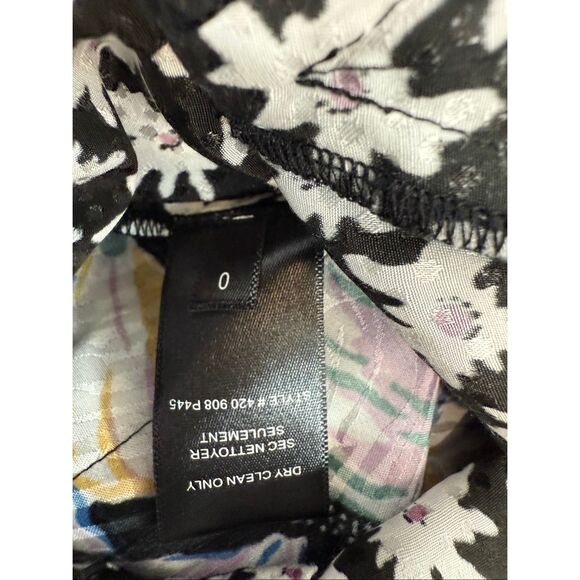 0
DRY CLEAN ONLY
SEC NETTOYER
SEULEMENT
STYLE # 420 908 P445